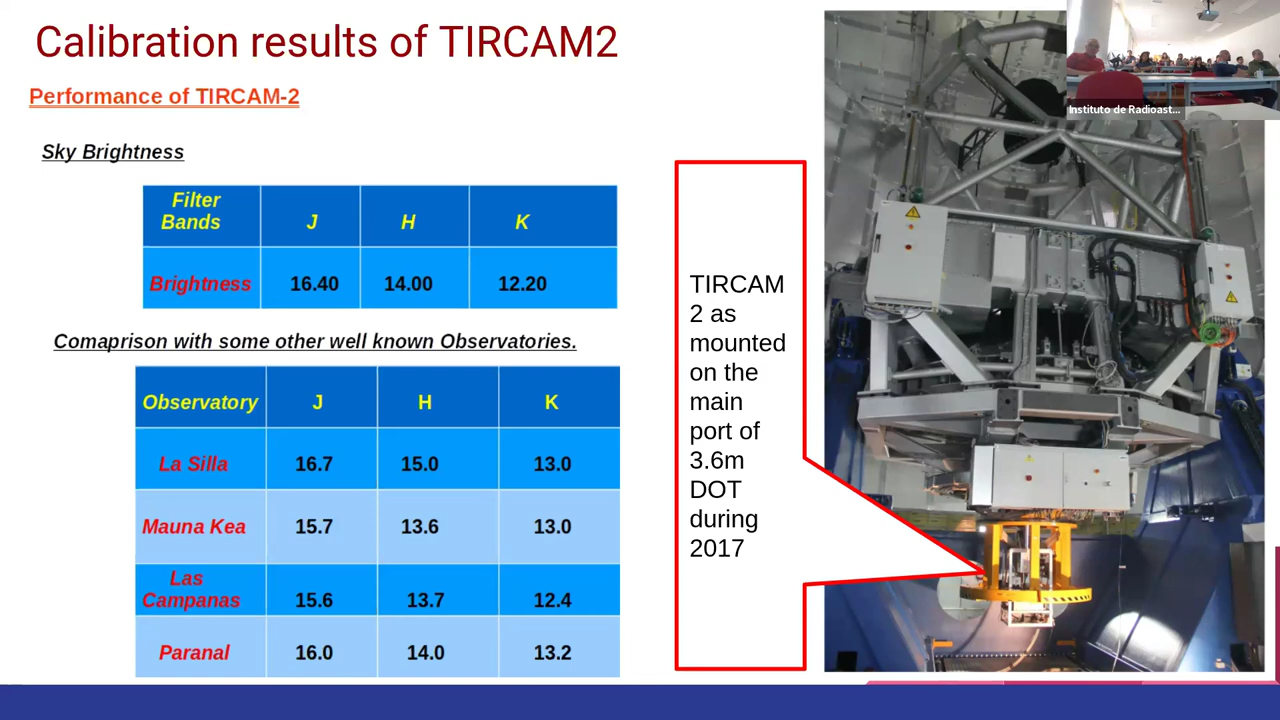 Calibration results of TIRCAM2
Performance of TIRCAM-2
Sky Brightness
Filter Bands J H K
Brightness 16.40 14.00 12.20
Comaprison with some other well known Observatories.
Observatory J H K
La Silla 16.7 15.0 13.0
Mauna Kea 15.7 13.6 13.0
Las Campanas 15.6 13.7 12.4
Paranal 16.0 14.0 13.2
TIRCAM
2 as
mounted
on the
main
port of
3.6m
DOT
during
2017
Instituto de Radioast...